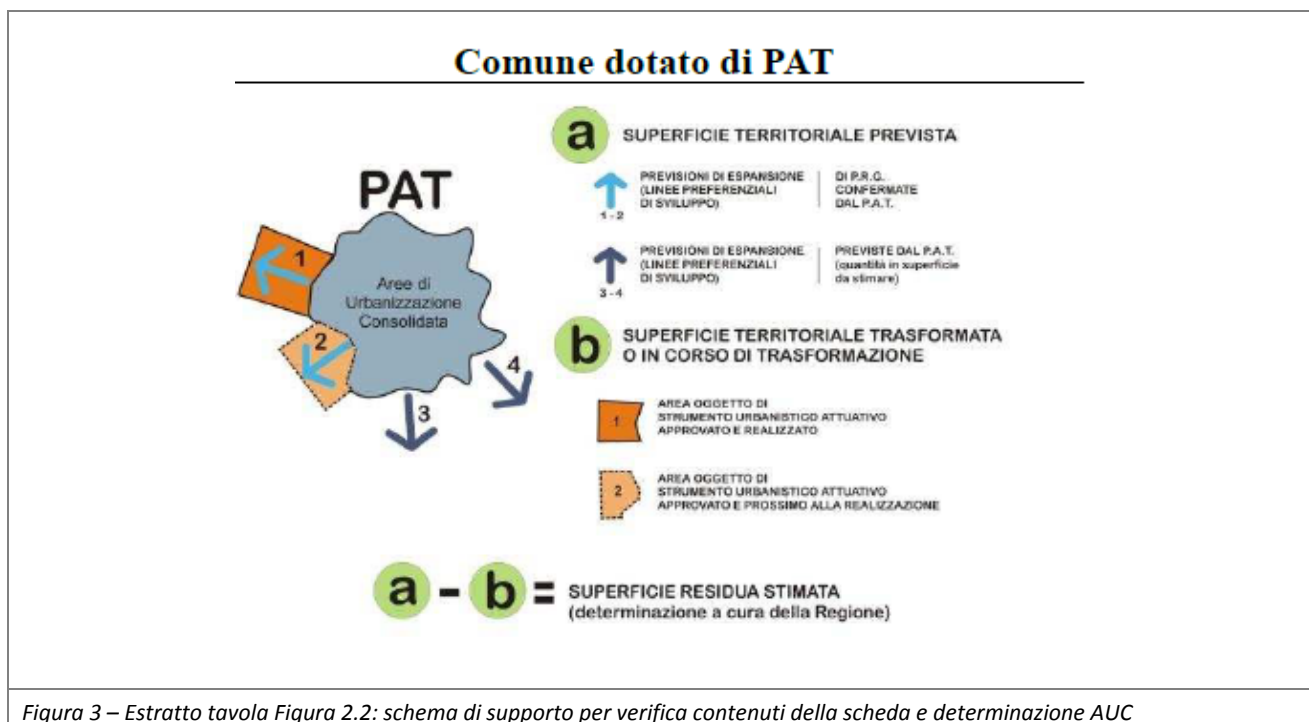 Comune dotato di PAT
a
SUPERFICIE TERRITORIALE PREVISTA
1 - 2
PREVISIONI DI ESPANSIONE
(LINEE PREFERENZIALI
DI SVILUPPO)
DI P.R.G.
CONFERMATE
DAL P.A.T.
3 - 4
PREVISIONI DI ESPANSIONE
(LINEE PREFERENZIALI
DI SVILUPPO)
PREVISTE DAL P.A.T.
(quantità in superficie
da stimare)
PAT
1
Aree di
Urbanizzazione
Consolidata
2
3
4
b
SUPERFICIE TERRITORIALE TRASFORMATA
O IN CORSO DI TRASFORMAZIONE
1
AREA OGGETTO DI
STRUMENTO URBANISTICO ATTUATIVO
APPROVATO E REALIZZATO
2
AREA OGGETTO DI
STRUMENTO URBANISTICO ATTUATIVO
APPROVATO E PROSSIMO ALLA REALIZZAZIONE
a - b = SUPERFICIE RESIDUA STIMATA
(determinazione a cura della Regione)
Figura 3 – Estratto tavola Figura 2.2: schema di supporto per verifica contenuti della scheda e determinazione AUC